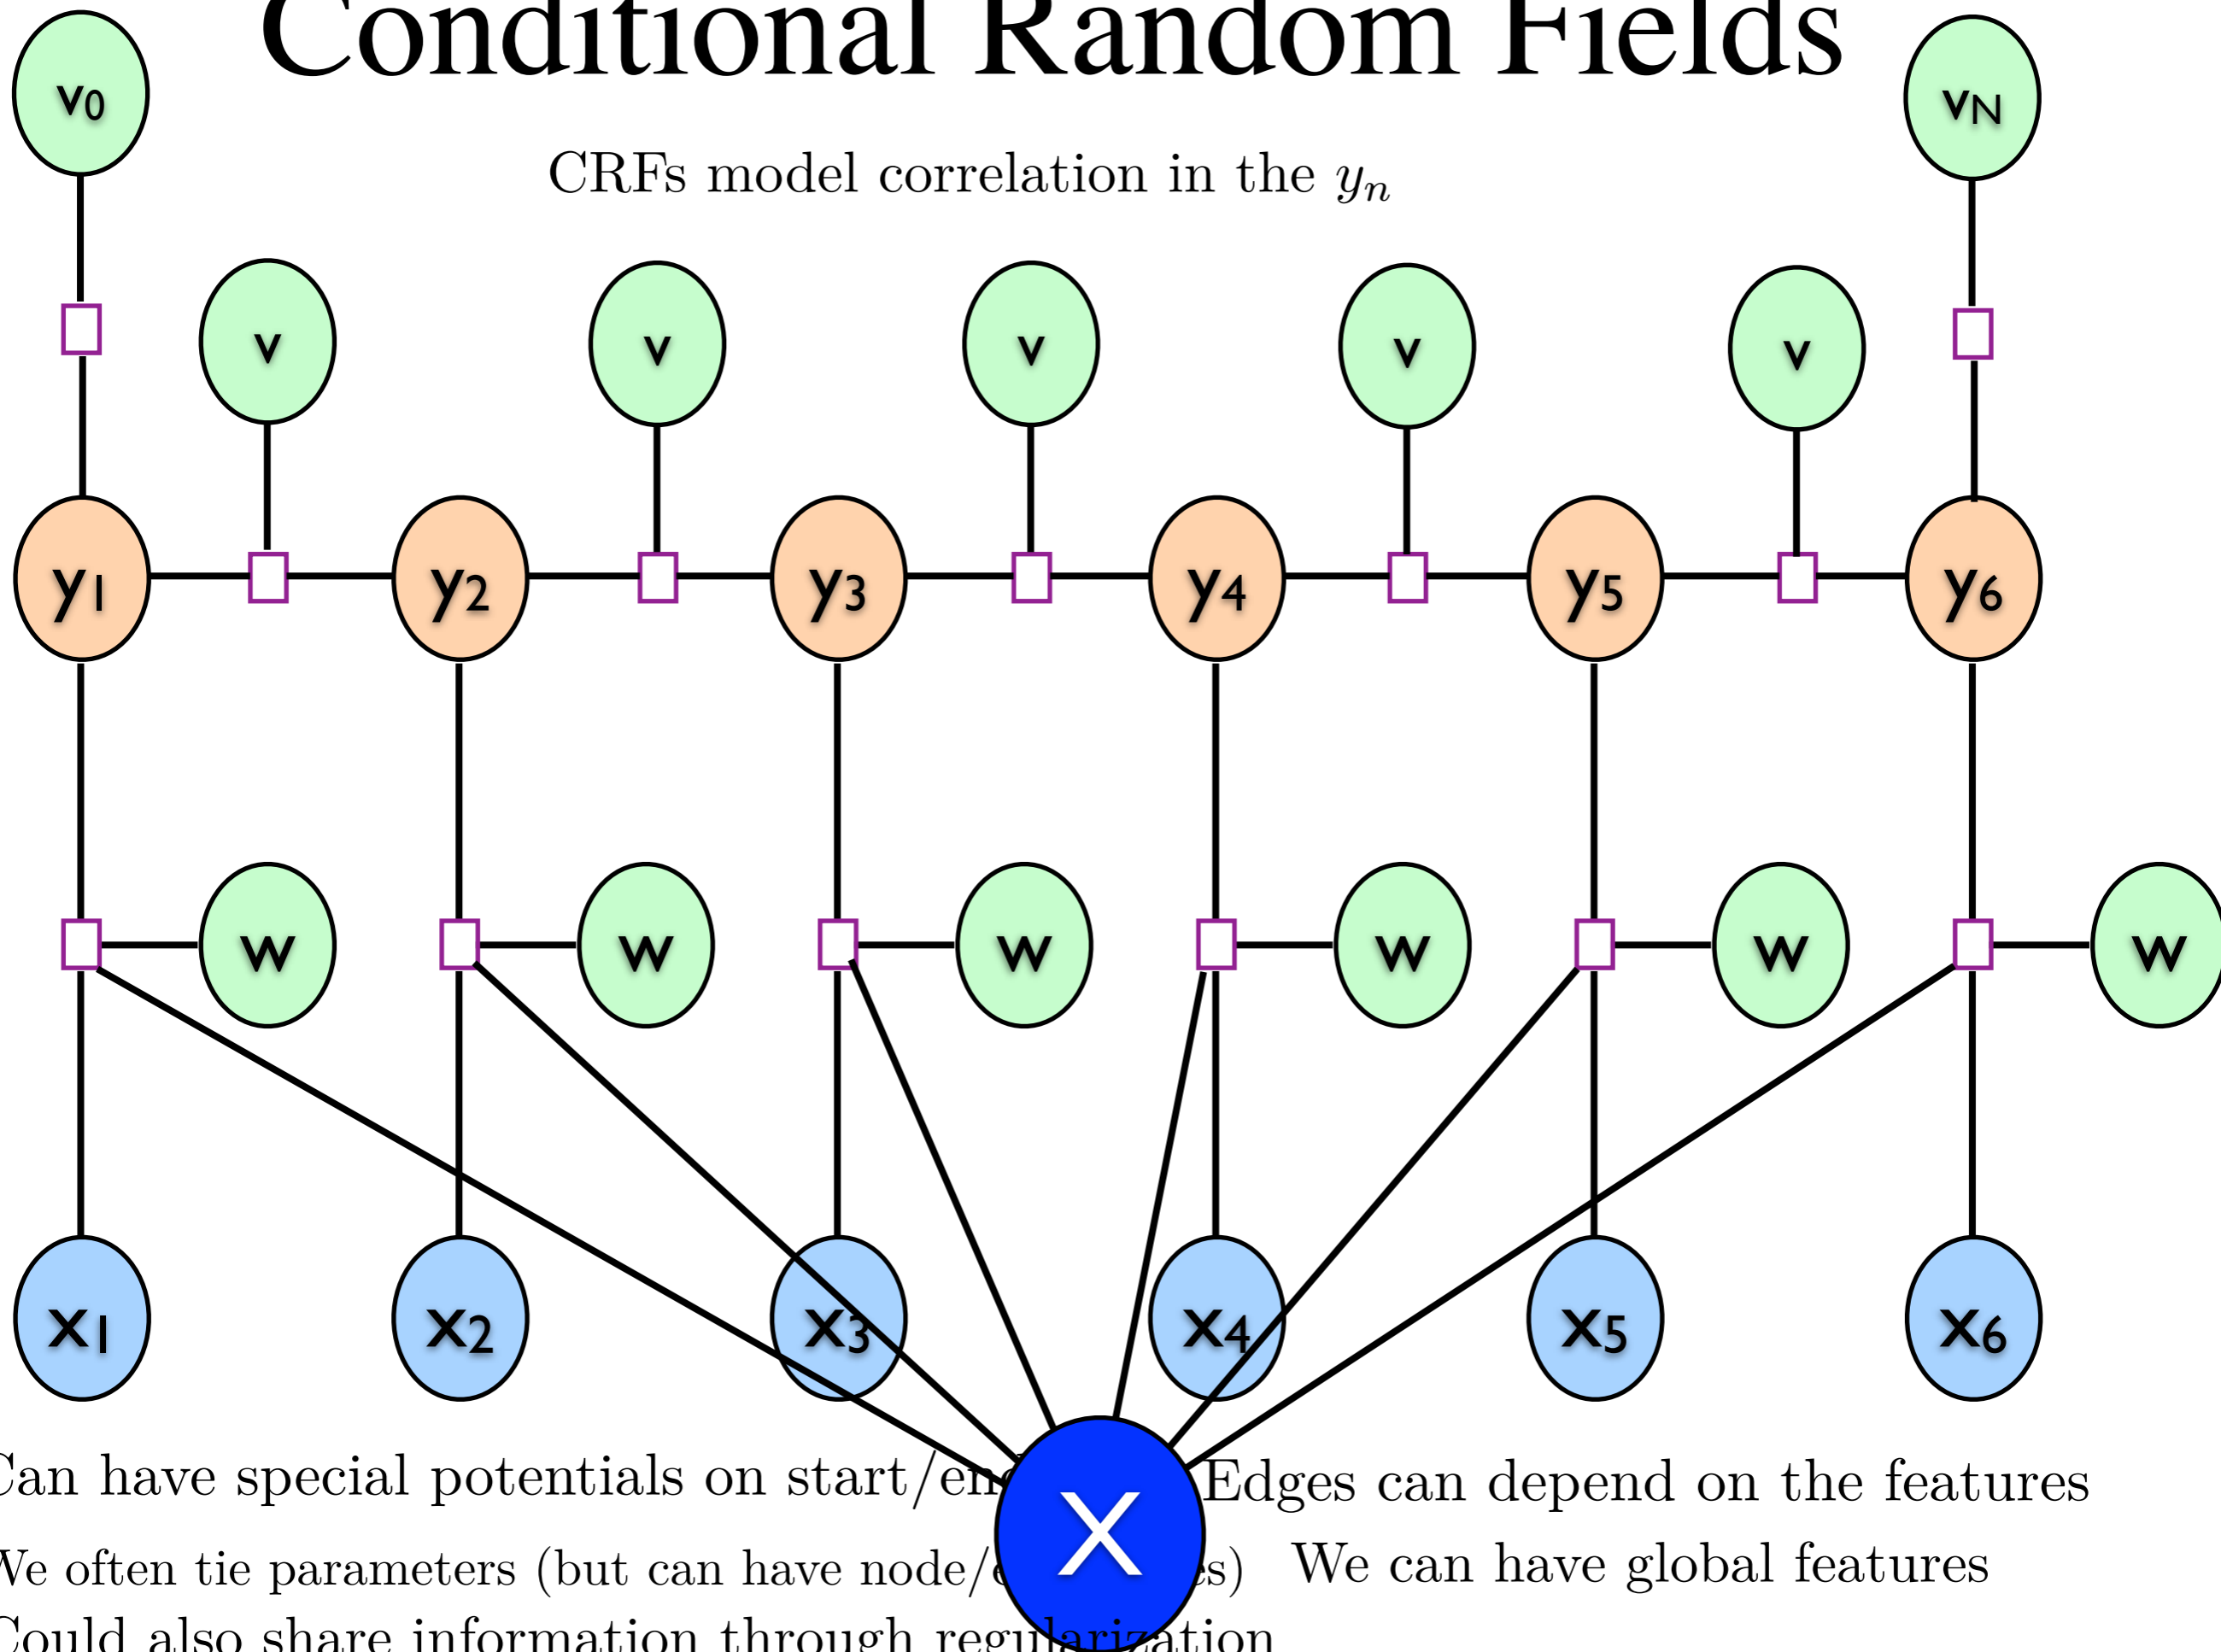 Conditional Random Fields
v0 vN
CRFs model correlation in the yn
v v v v v
y1 y2 y3 y4 y5 y6
w w w w w w
x1 x2 x3 x4 x5 x6
Can have special potentials on start/end
Edges can depend on the features
X
We often tie parameters (but can have node/
We can have global features
Could also share information through regularization